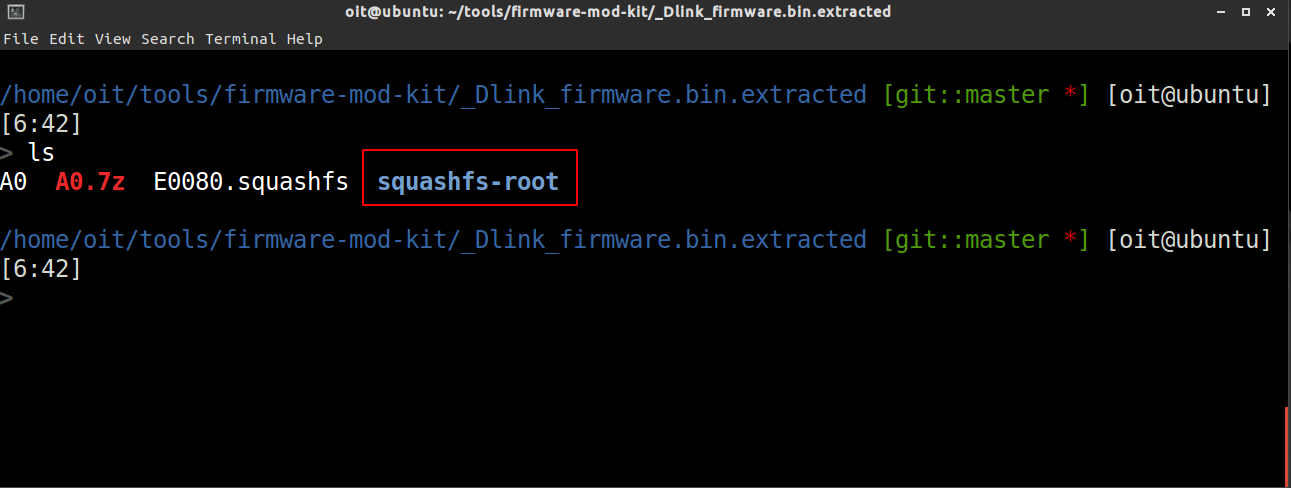 oit@ubuntu: ~/tools/firmware-mod-kit/_Dlink_firmware.bin.extracted
File Edit View Search Terminal Help
/home/oit/tools/firmware-mod-kit/_Dlink_firmware.bin.extracted [git::master *] [oit@ubuntu]
[6:42]
> ls
A0  A0.7z  E0080.squashfs  squashfs-root
/home/oit/tools/firmware-mod-kit/_Dlink_firmware.bin.extracted [git::master *] [oit@ubuntu]
[6:42]
>